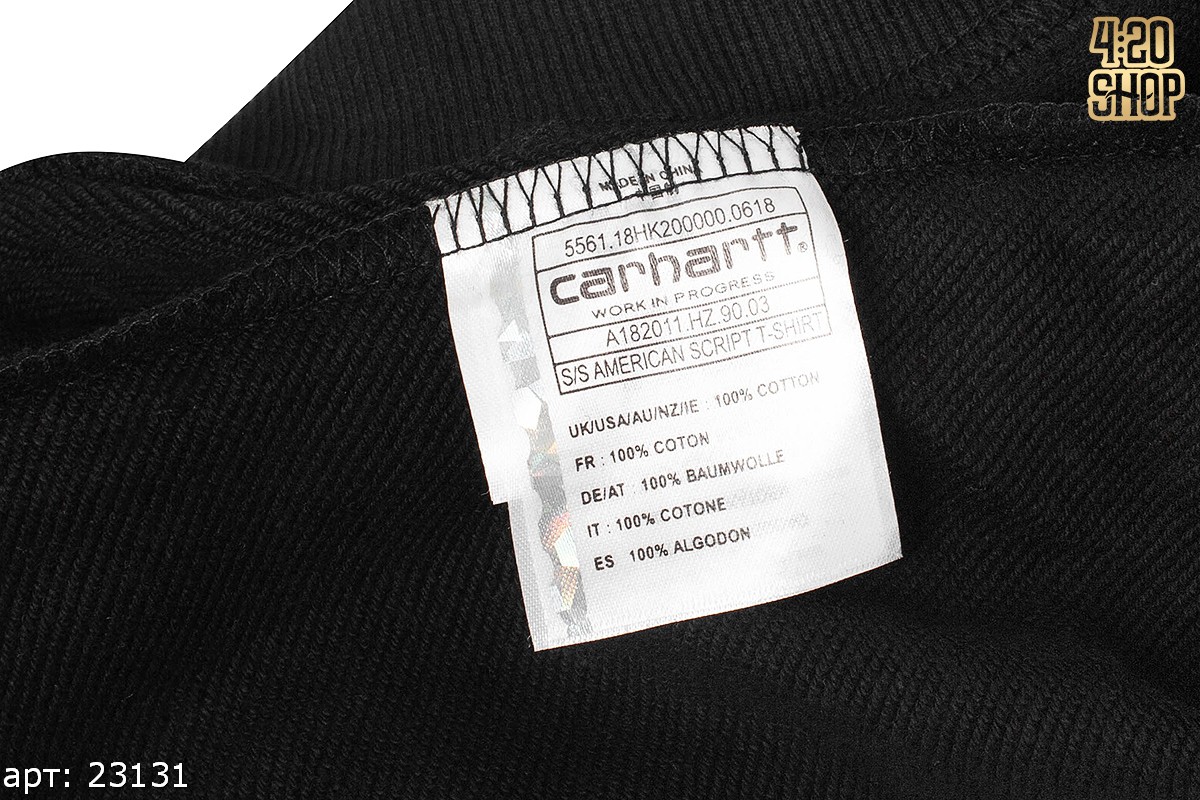 4:20
SHOP
MADE IN CHINA
5561.18HK200000.0618
carhartt®
WORK IN PROGRESS
A182011.HZ.90.03
S/S AMERICAN SCRIPT T-SHIRT
UK/USA/AU/NZ/IE : 100% COTTON
FR : 100% COTON
DE/AT : 100% BAUMWOLLE
IT : 100% COTONE
ES 100% ALGODON
арт: 23131